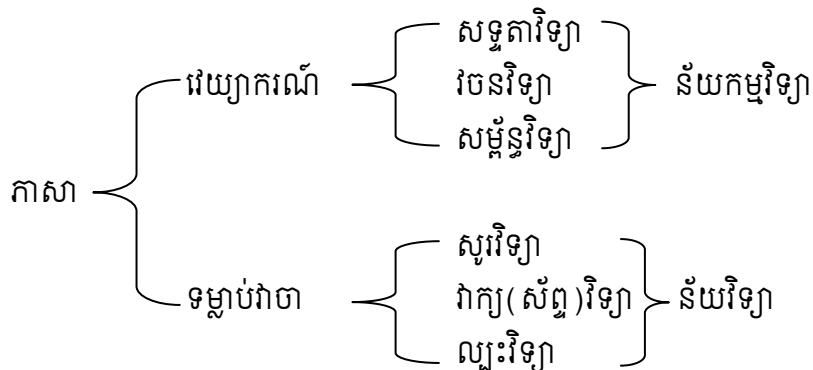 សទ្ទតាវិទ្យា
វេយ្យាករណ៍ វចនវិទ្យា ន័យកម្មវិទ្យា
សម្ព័ន្ធវិទ្យា
ភាសា
សូរវិទ្យា
ទម្លាប់វាចា វាក្យ(ស័ព្ទ)វិទ្យា ន័យវិទ្យា
ល្បះវិទ្យា